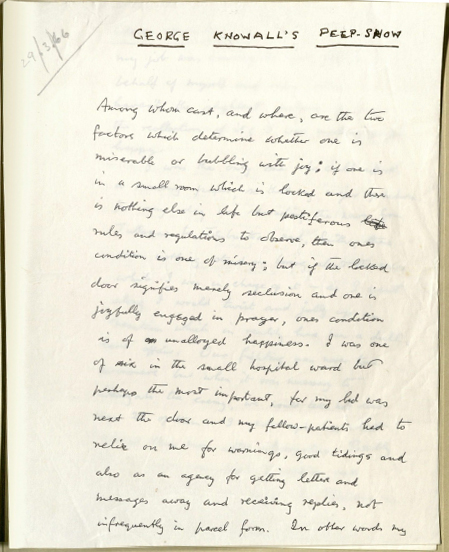 29/3/66
GEORGE KNOWALL'S PEEP-SHOW
Among whom cast, and where, are the two
factors which determine whether one is
miserable or bubbling with joy; if one is
in a small room which is locked and there
is nothing else in life but pestiferous life
rules and regulations to observe, then ones
condition is one of misery; but if the locked
door signifies merely seclusion and one is
joyfully engaged in prayer, ones condition
is of unalloyed happiness. I was one
of six in the small hospital ward but
perhaps the most important, for my bed was
next the door and my fellow-patients had to
relie on me for warnings, good tidings and
also as an agency for getting letter and
messages away and receiving replies, not
infrequently in parcel form. In other words my